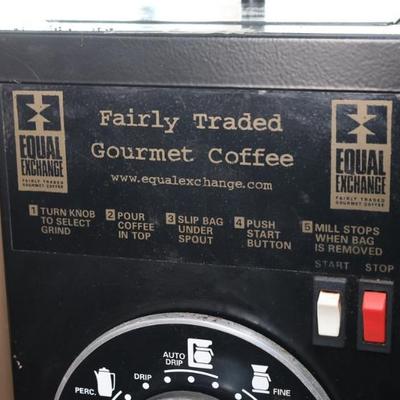 EQUAL
EXCHANGE
FAIRLY TRADED
GOURMET COFFEE
Fairly Traded
Gourmet Coffee
www.equalexchange.com
EQUAL
EXCHANGE
FAIRLY TRADED
GOURMET COFFEE
1 TURN KNOB
TO SELECT
GRIND
2 POUR
COFFEE
IN TOP
3 SLIP BAG
UNDER
SPOUT
4 PUSH
START
BUTTON
5 MILL STOPS
WHEN BAG
IS REMOVED
START STOP
AUTO
DRIP
DRIP
PERC.
FINE